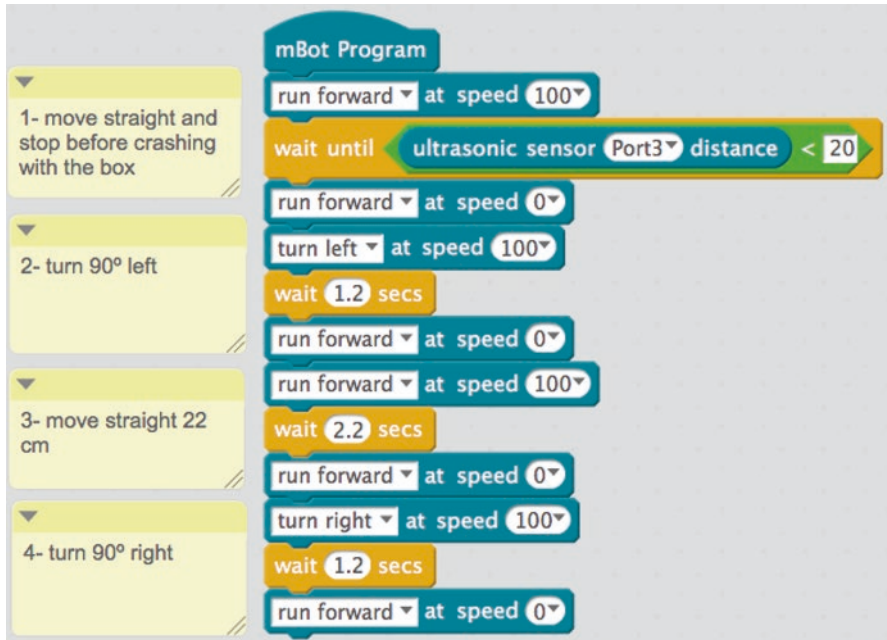 mBot Program
run forward at speed 100
1- move straight and
stop before crashing
with the box
wait until ultrasonic sensor Port3 distance < 20
run forward at speed 0
2- turn 90º left
turn left at speed 100
wait 1.2 secs
run forward at speed 0
run forward at speed 100
3- move straight 22
cm
wait 2.2 secs
run forward at speed 0
4- turn 90º right
turn right at speed 100
wait 1.2 secs
run forward at speed 0